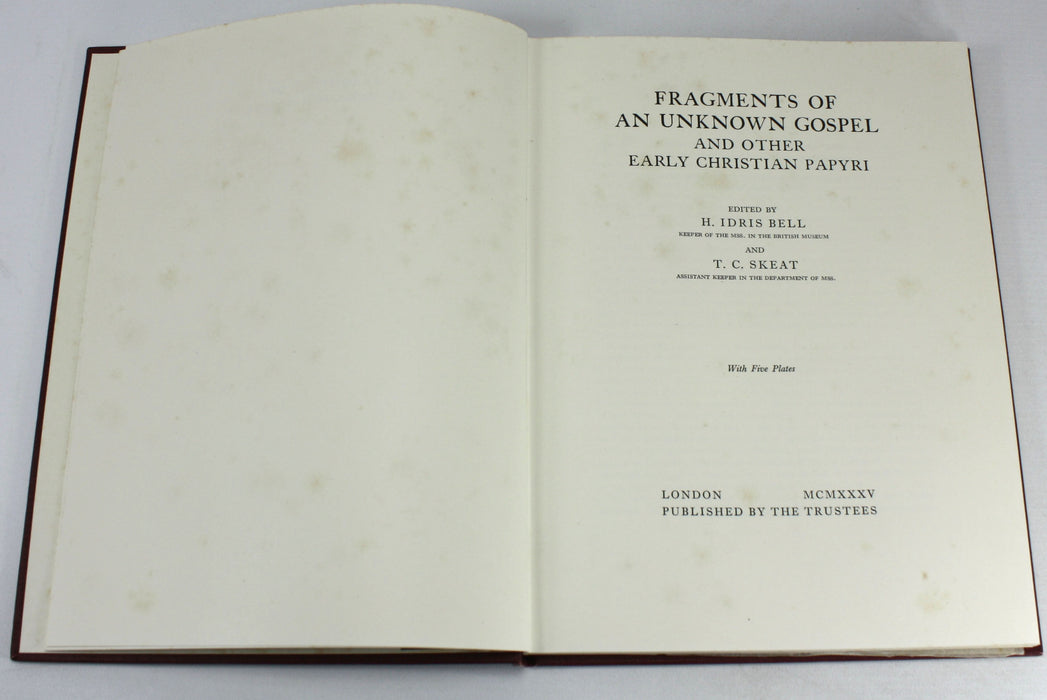 FRAGMENTS OF
AN UNKNOWN GOSPEL
AND OTHER
EARLY CHRISTIAN PAPYRI
EDITED BY
H. IDRIS BELL
KEEPER OF THE MSS. IN THE BRITISH MUSEUM
AND
T. C. SKEAT
ASSISTANT KEEPER IN THE DEPARTMENT OF MSS.
With Five Plates
LONDON MCMXXXV
PUBLISHED BY THE TRUSTEES